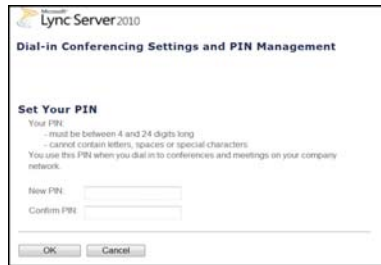 Microsoft
Lync Server 2010
Dial-in Conferencing Settings and PIN Management
Set Your PIN
Your PIN:
- must be between 4 and 24 digits long
- cannot contain letters, spaces or special characters
You use this PIN when you dial in to conferences and meetings on your company
network.
New PIN:
Confirm PIN:
OK Cancel